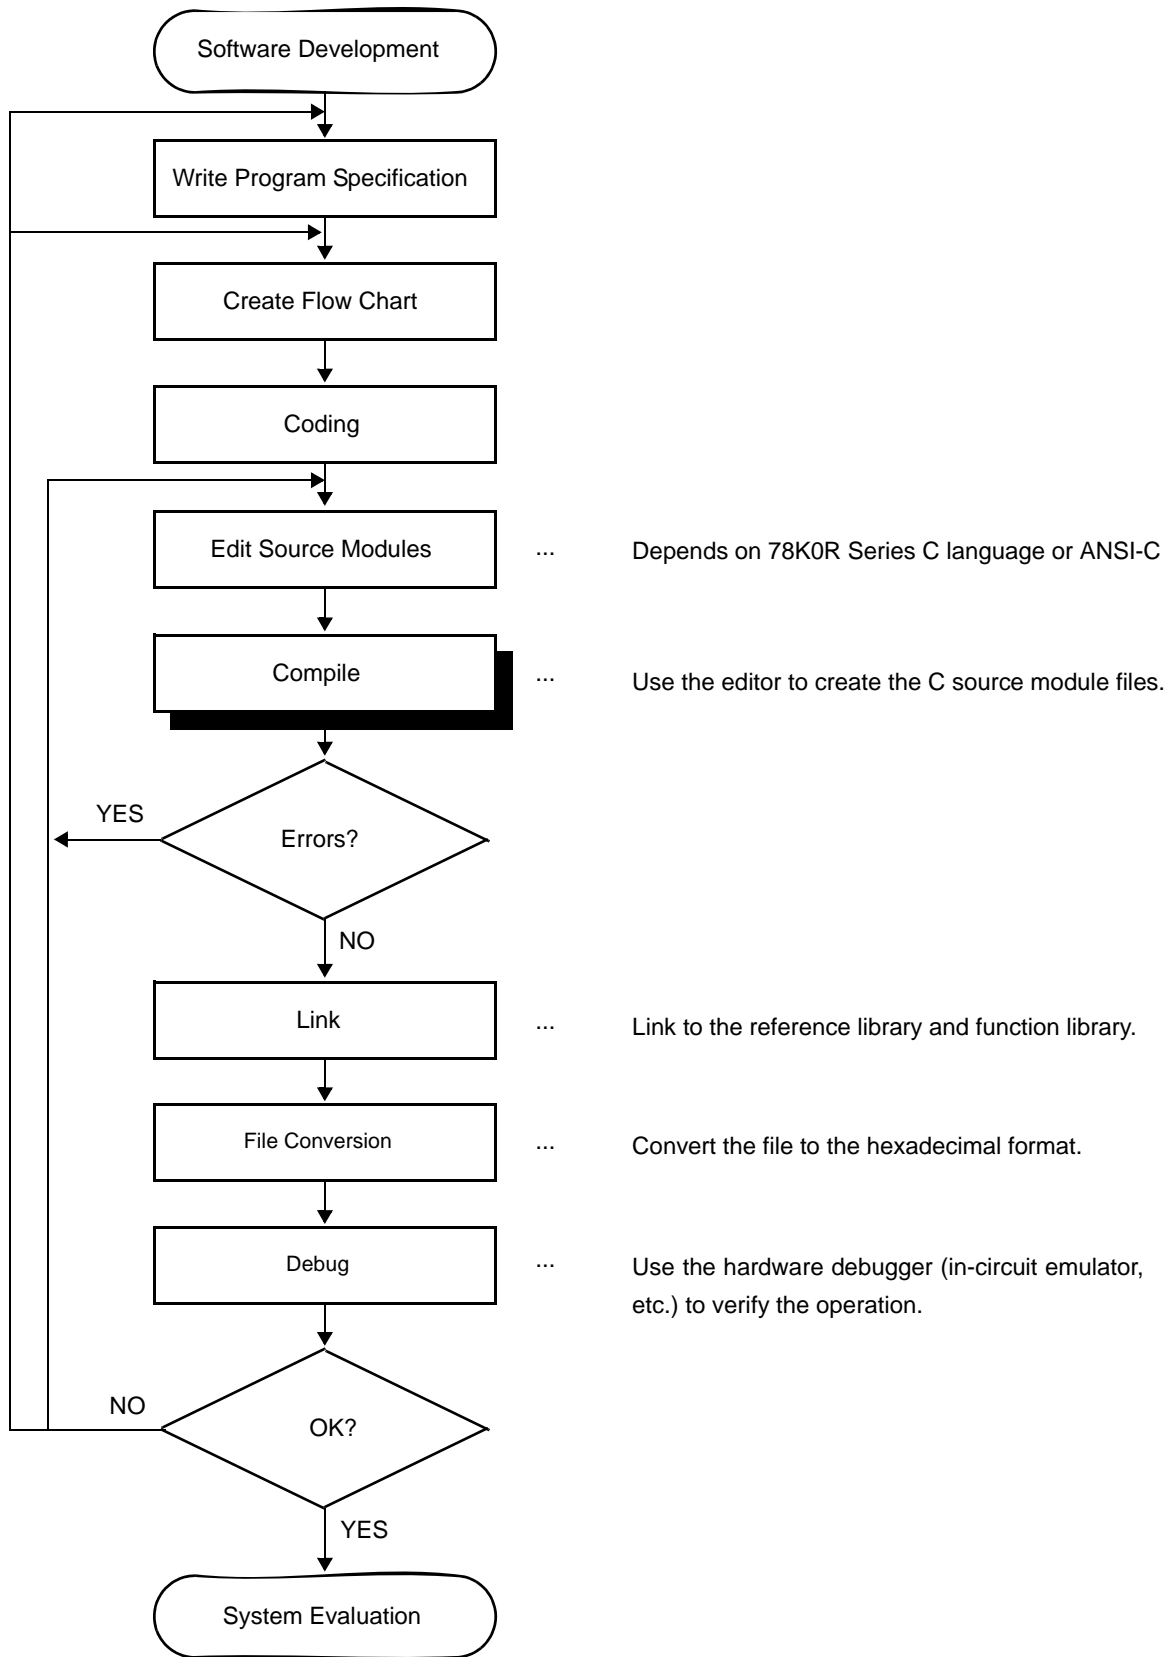 Software Development
Write Program Specification
Create Flow Chart
Coding
Edit Source Modules ... Depends on 78K0R Series C language or ANSI-C
Compile ... Use the editor to create the C source module files.
YES
Errors?
NO
Link ... Link to the reference library and function library.
File Conversion ... Convert the file to the hexadecimal format.
Debug ... Use the hardware debugger (in-circuit emulator,
etc.) to verify the operation.
NO
OK?
YES
System Evaluation